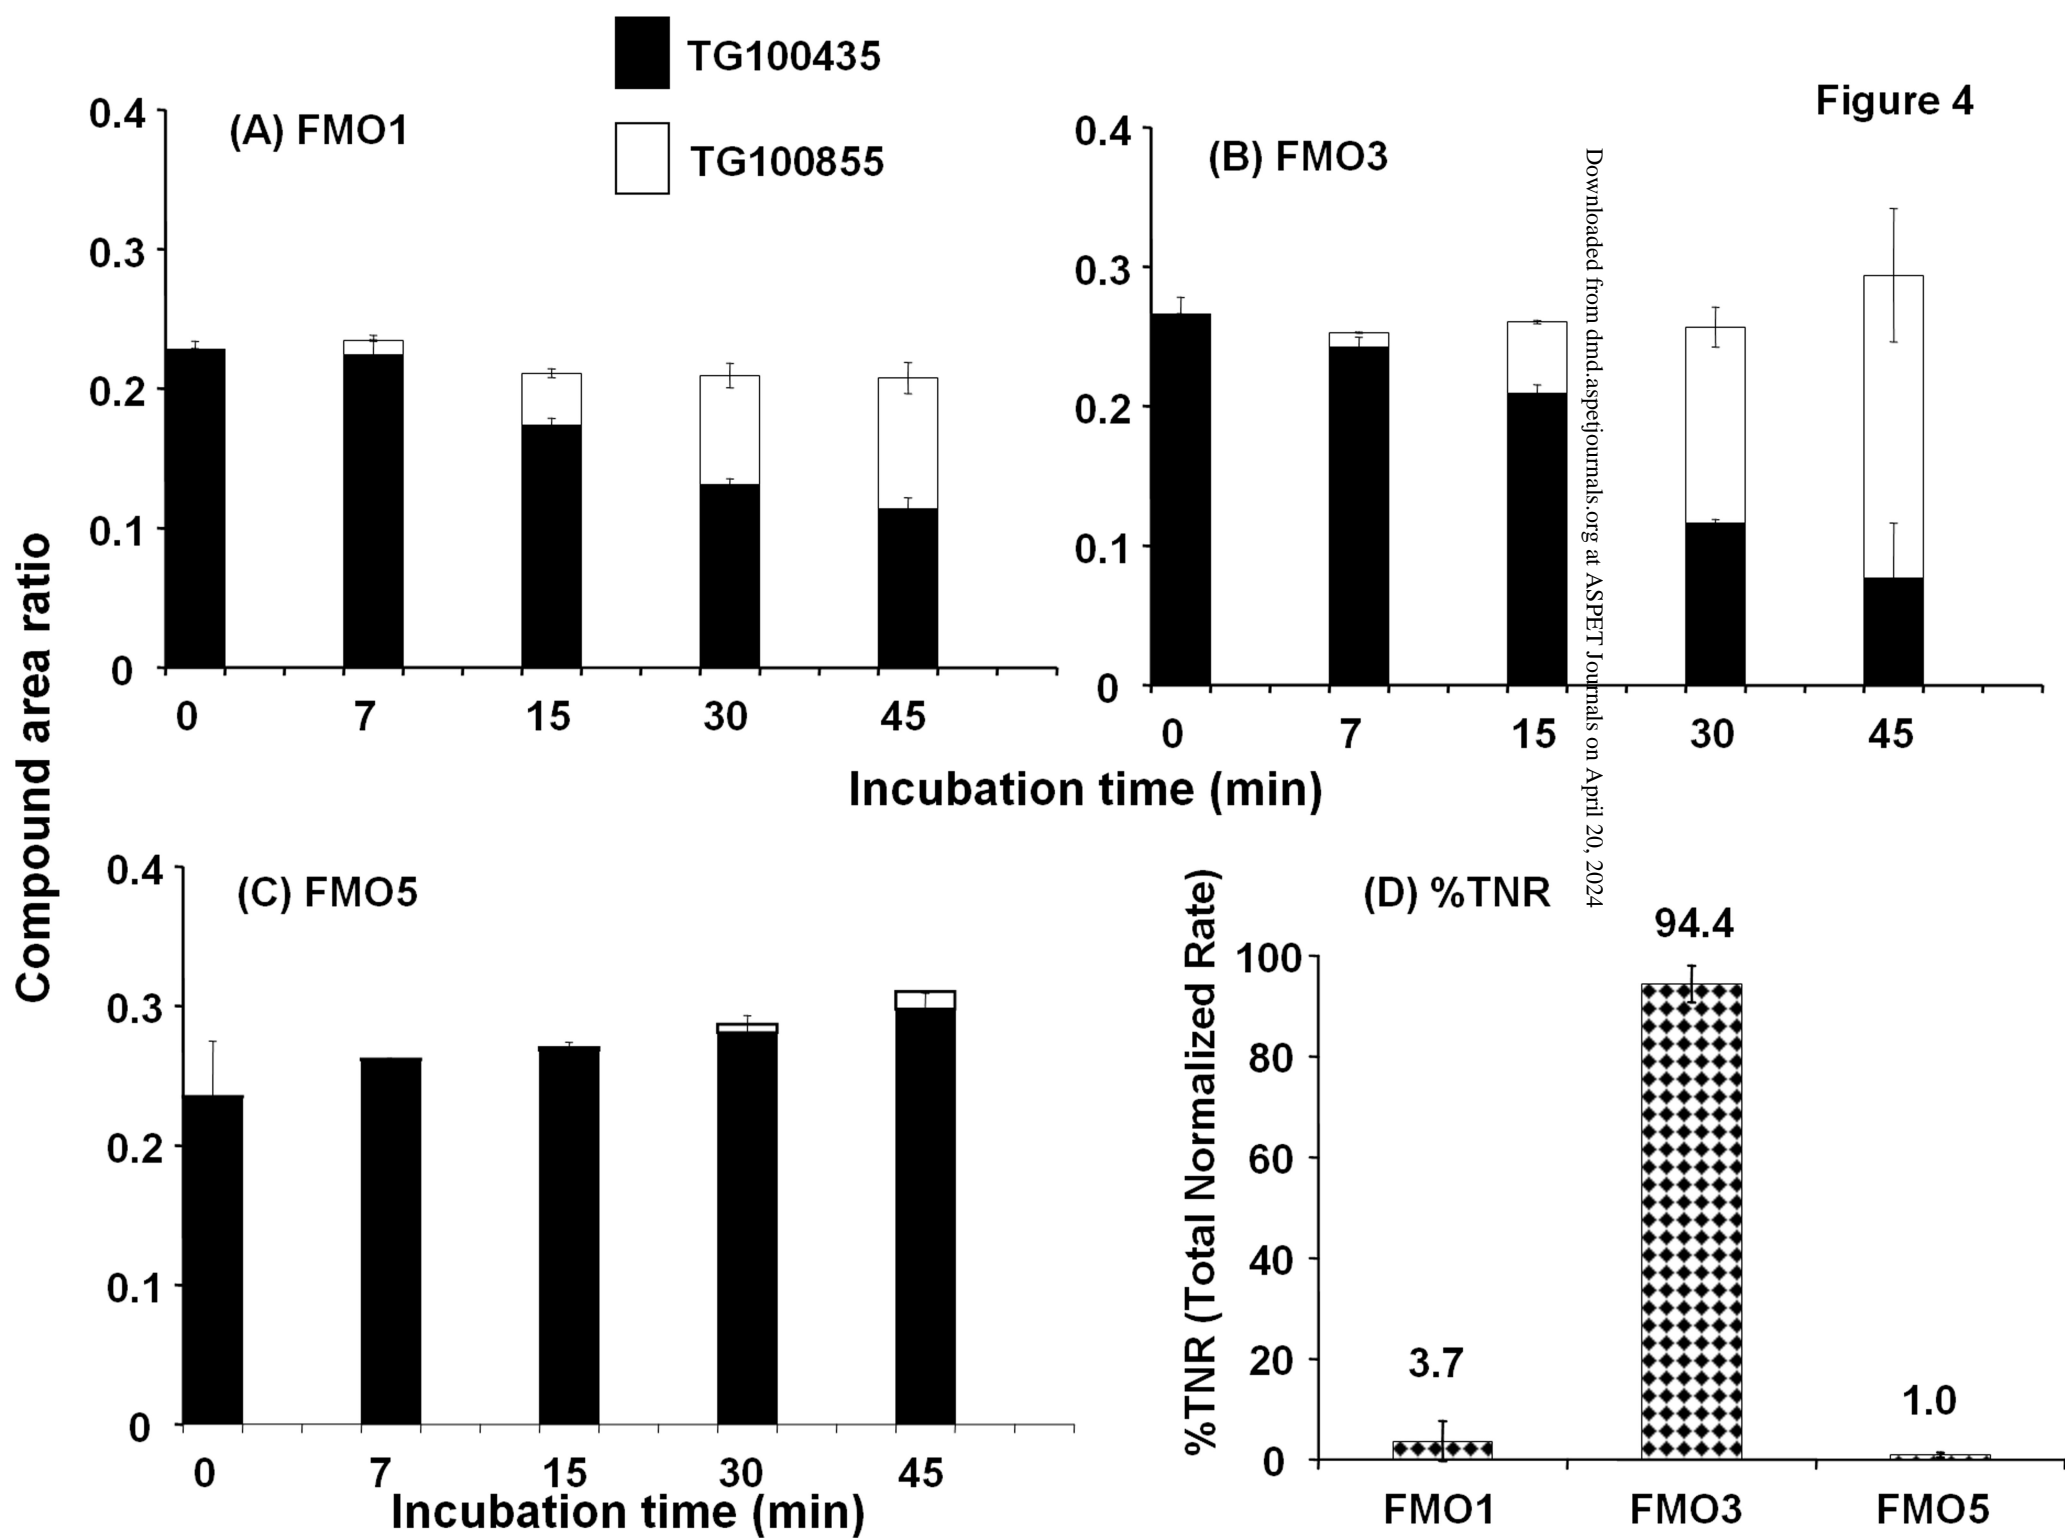 TG100435
TG100855
Figure 4
(A) FMO1
0.4
0.3
0.2
0.1
0
0 7 15 30 45
(B) FMO3
0.4
0.3
0.2
0.1
0
0 7 15 30 45
Compound area ratio
Incubation time (min)
Downloaded from dmd.aspetjournals.org at ASPET Journals on April 20, 2024
(C) FMO5
0.4
0.3
0.2
0.1
0
0 7 15 30 45
Incubation time (min)
(D) %TNR
%TNR (Total Normalized Rate)
100
80
60
40
20
0
3.7
94.4
1.0
FMO1 FMO3 FMO5